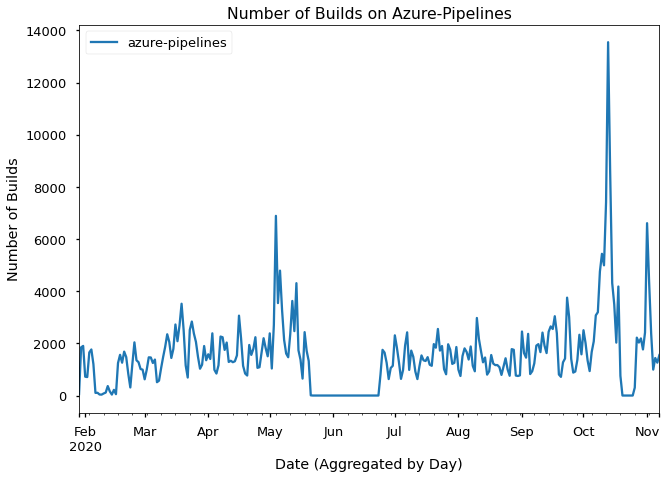 Number of Builds on Azure-Pipelines
azure-pipelines
14000
12000
10000
8000
6000
4000
2000
0
Number of Builds
Feb Mar Apr May Jun Jul Aug Sep Oct Nov
2020
Date (Aggregated by Day)